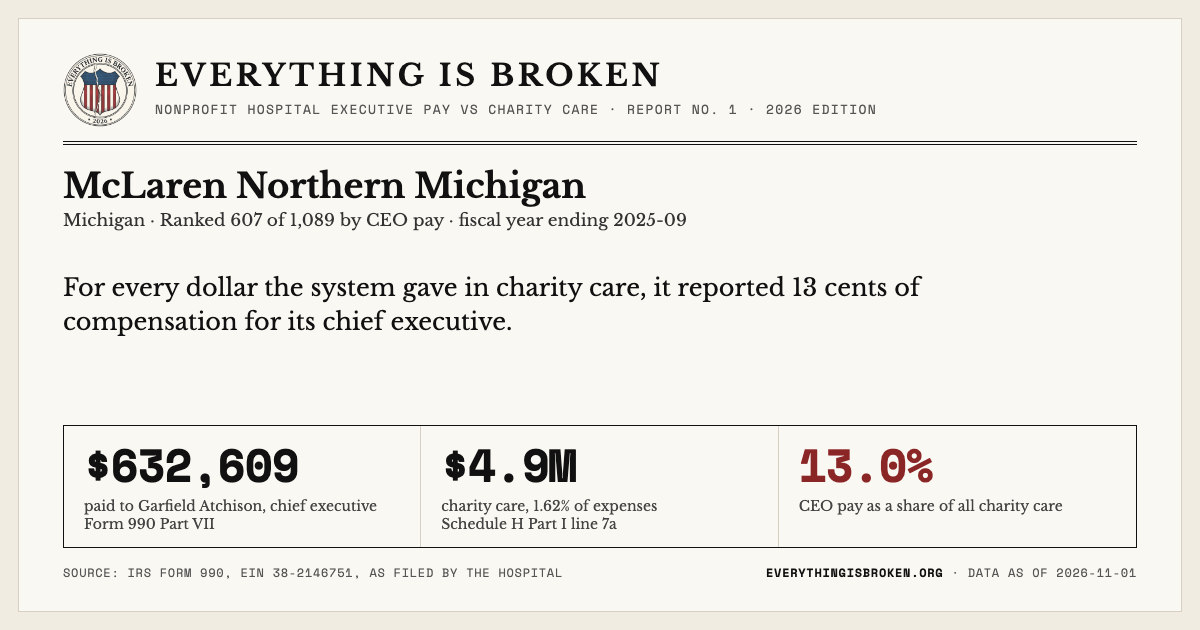 EVERYTHING IS BROKEN
· 2026 ·
EVERYTHING IS BROKEN
NONPROFIT HOSPITAL EXECUTIVE PAY VS CHARITY CARE · REPORT NO. 1 · 2026 EDITION
McLaren Northern Michigan
Michigan · Ranked 607 of 1,089 by CEO pay · fiscal year ending 2025-09
For every dollar the system gave in charity care, it reported 13 cents of
compensation for its chief executive.
$632,609
paid to Garfield Atchison, chief executive
Form 990 Part VII
$4.9M
charity care, 1.62% of expenses
Schedule H Part I line 7a
13.0%
CEO pay as a share of all charity care
SOURCE: IRS FORM 990, EIN 38-2146751, AS FILED BY THE HOSPITAL
EVERYTHINGISBROKEN.ORG · DATA AS OF 2026-11-01